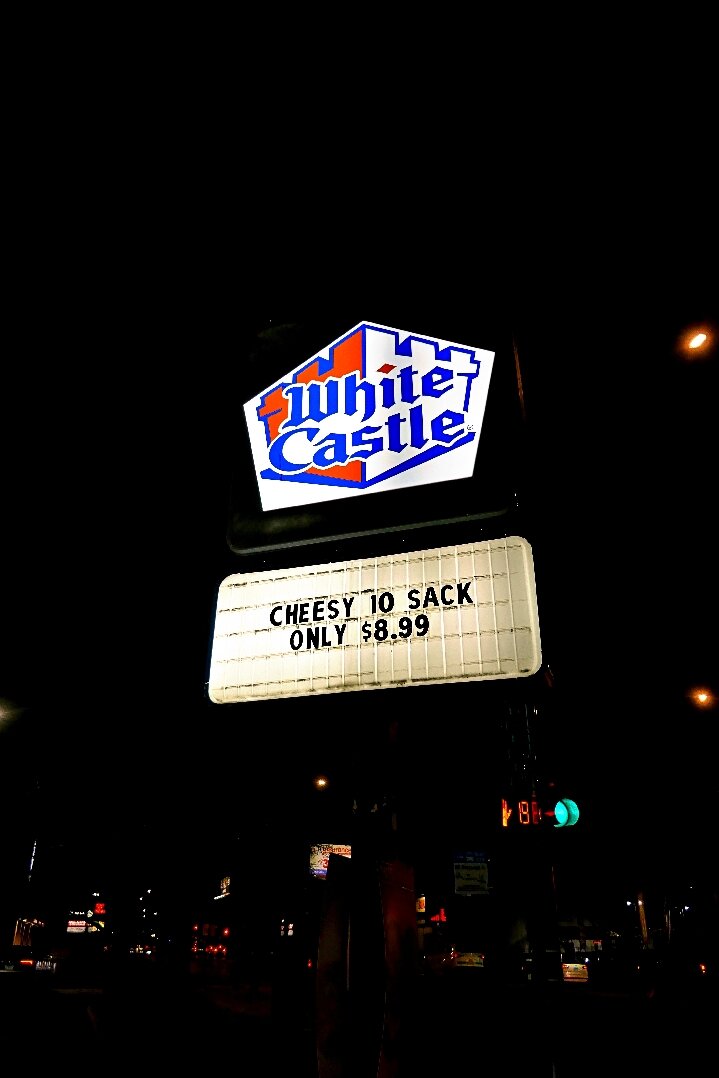 White
Castle
CHEESY 10 SACK
ONLY $8.99